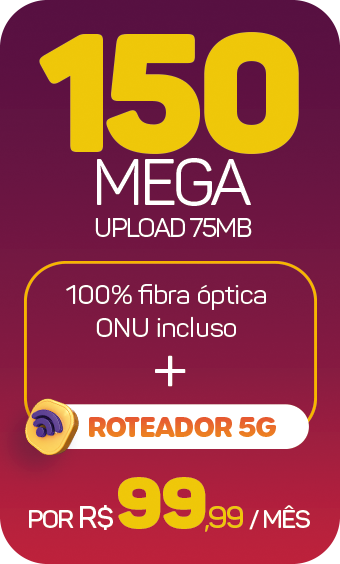 150
MEGA
UPLOAD 75MB
100% fibra óptica
ONU incluso
+
ROTEADOR 5G
POR R$ 99,99 / MÊS